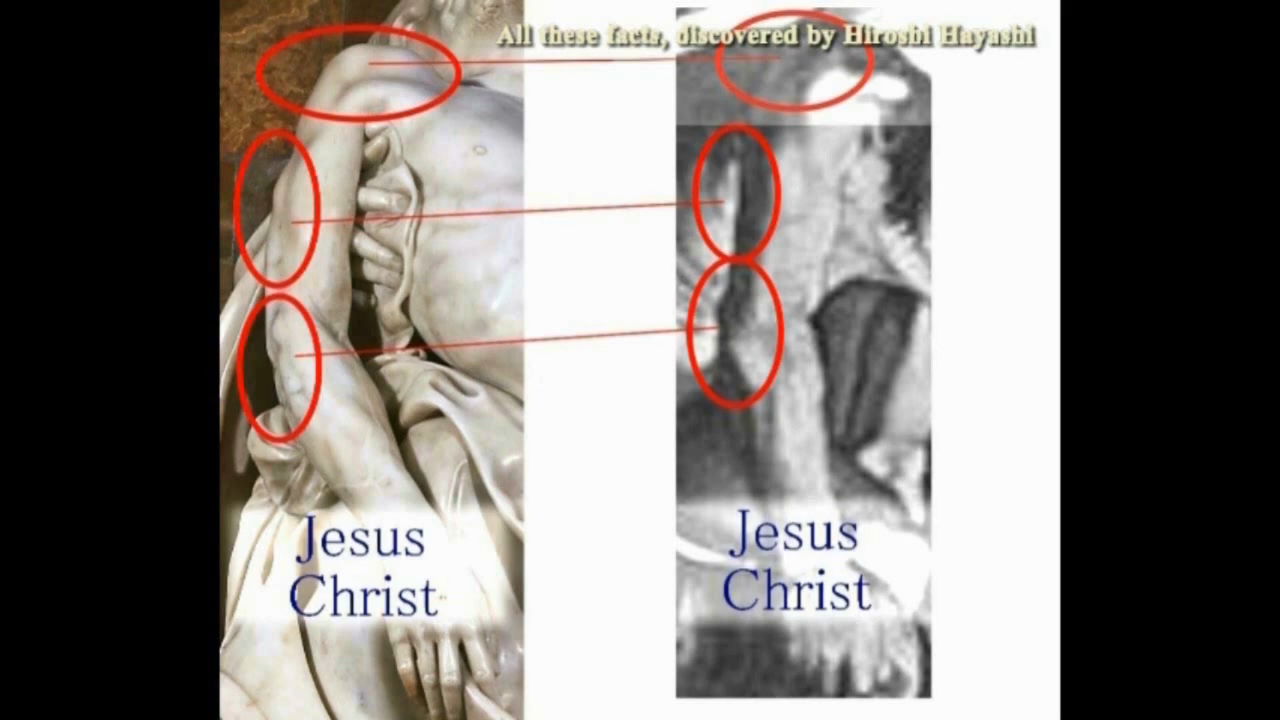 All these facts, discovered by Hiroshi Hayashi
Jesus
Christ
Jesus
Christ